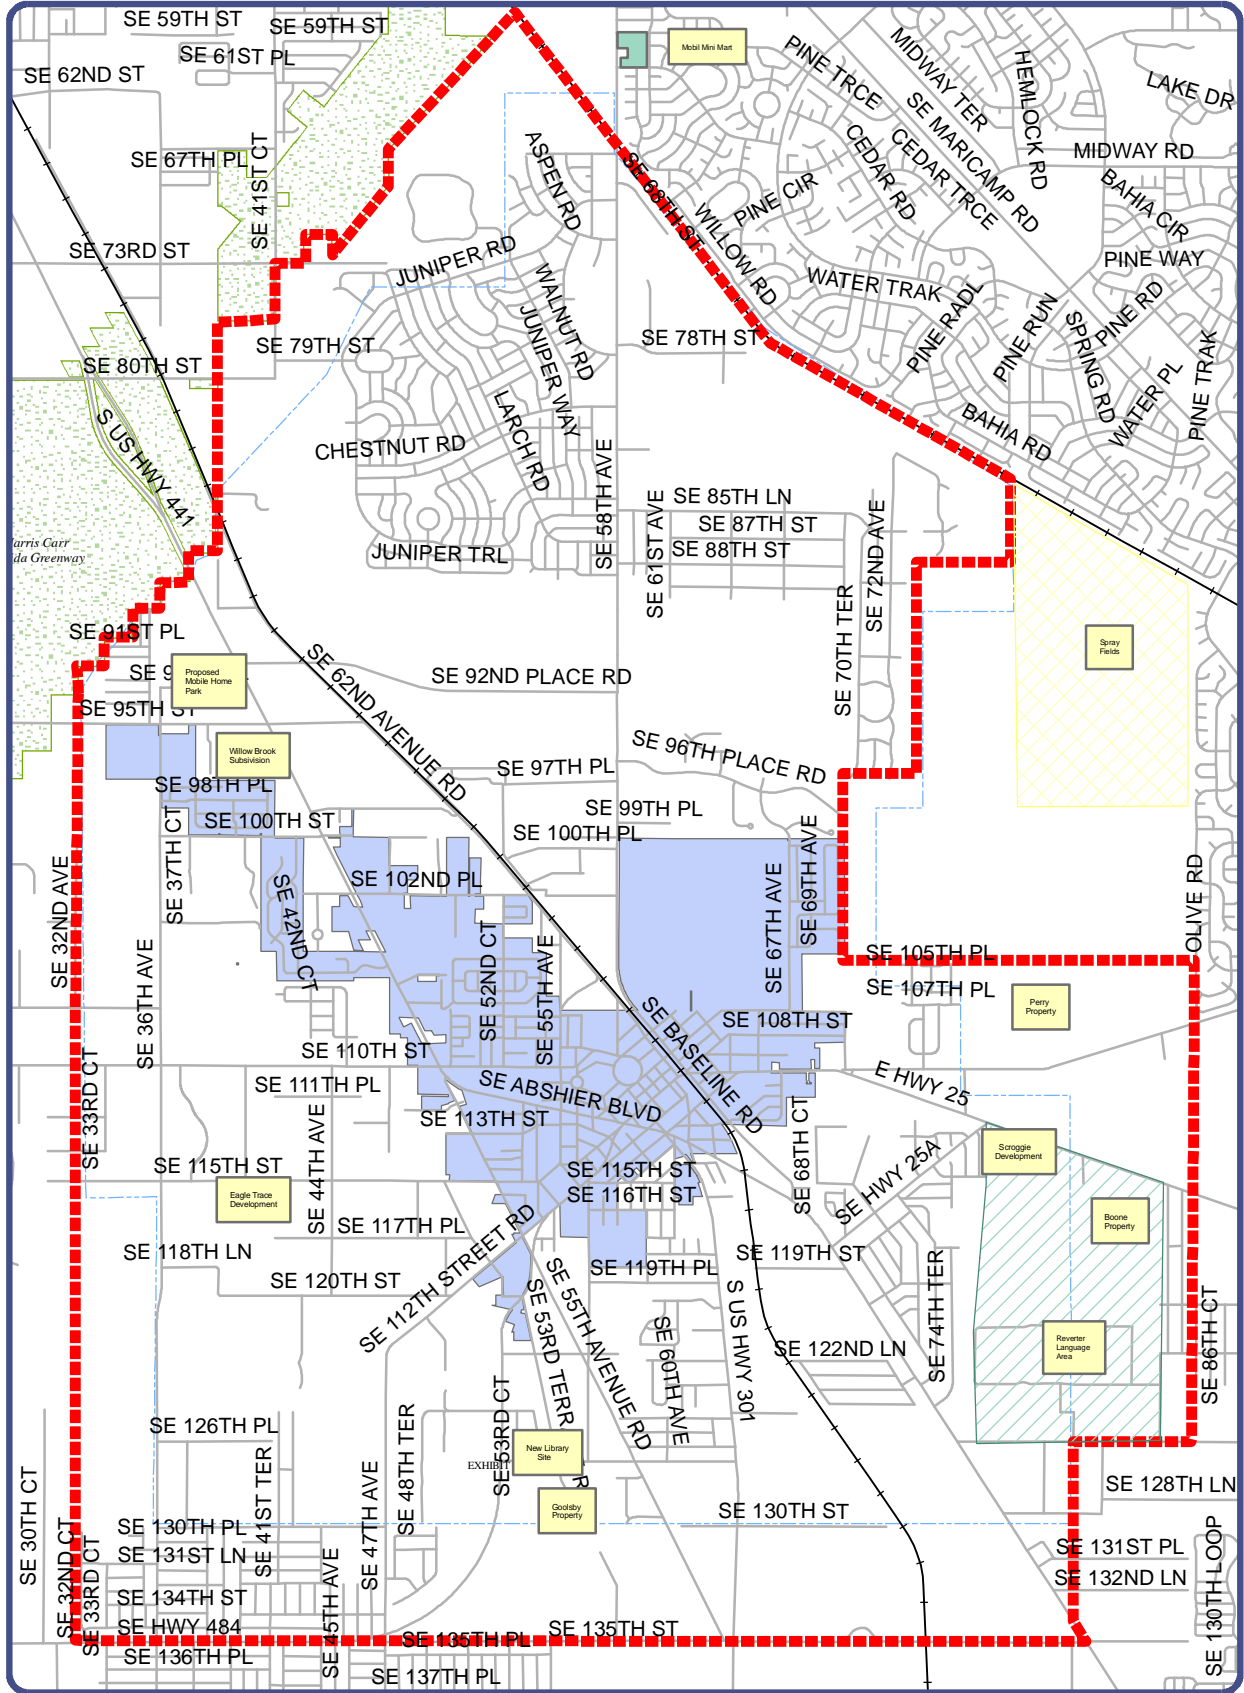 SE 59TH ST
SE 59TH ST
SE 61ST PL
SE 62ND ST
Mobil Mini Mart
PINE TRCE
MIDWAY TER
HEMLOCK RD
LAKE DR
SE MARICAMP RD
CEDAR TRCE
CEDAR RD
MIDWAY RD
BAHIA CIR
PINE WAY
SE 67TH PL
SE 41ST CT
ASPEN RD
SE 68TH ST
PINE CIR
WILLOW RD
SE 73RD ST
JUNIPER RD
WALNUT RD
JUNIPER WAY
WATER TRAK
PINE RADL
PINE RUN
PINE RD
SPRING RD
WATER PL
PINE TRAK
SE 78TH ST
SE 79TH ST
SE 80TH ST
S US HWY 441
LARCH RD
CHESTNUT RD
BAHIA RD
SE 58TH AVE
SE 61ST AVE
SE 85TH LN
SE 87TH ST
SE 88TH ST
SE 72ND AVE
SE 70TH TER
JUNIPER TRL
arris Carr
da Greenway
SE 91ST PL
SE 9
Proposed
Mobile Home
Park
SE 92ND PLACE RD
SE 62ND AVENUE RD
Spray
Fields
SE 95TH ST
Willow Brook
Subsivision
SE 96TH PLACE RD
SE 97TH PL
SE 98TH PL
SE 99TH PL
SE 100TH ST
SE 100TH PL
SE 37TH CT
SE 102ND PL
SE 42ND CT
SE 32ND AVE
SE 36TH AVE
SE 52ND CT
SE 55TH AVE
SE 67TH AVE
SE 69TH AVE
OLIVE RD
SE 105TH PL
SE 107TH PL
Perry
Property
SE BASELINE RD
SE 108TH ST
SE 110TH ST
SE 33RD CT
SE 111TH PL
SE ABSHIER BLVD
E HWY 25
SE 113TH ST
SE 44TH AVE
SE 68TH CT
Scroggie
Development
SE HWY 25A
SE 115TH ST
SE 115TH ST
SE 116TH ST
Eagle Trace
Development
Boone
Property
SE 117TH PL
SE 118TH LN
SE 112TH STREET RD
SE 119TH ST
SE 119TH PL
SE 120TH ST
SE 53RD TERR
R
SE 55TH AVENUE RD
SE 60TH AVE
S US HWY 301
SE 74TH TER
SE 122ND LN
Reverter
Language
Area
SE 86TH CT
SE 126TH PL
SE 53RD CT
SE 48TH TER
New Library
Site
EXHIBIT
SE 41ST TER
SE 47TH AVE
SE 30TH CT
Goolsby
Property
SE 128TH LN
SE 130TH ST
SE 130TH PL
SE 131ST LN
SE 131ST PL
SE 132ND LN
SE 130TH LOOP
SE 32ND CT
SE 33RD CT
SE 134TH ST
SE HWY 484
SE 45TH AVE
SE 135TH PL
SE 135TH ST
SE 136TH PL
SE 137TH PL